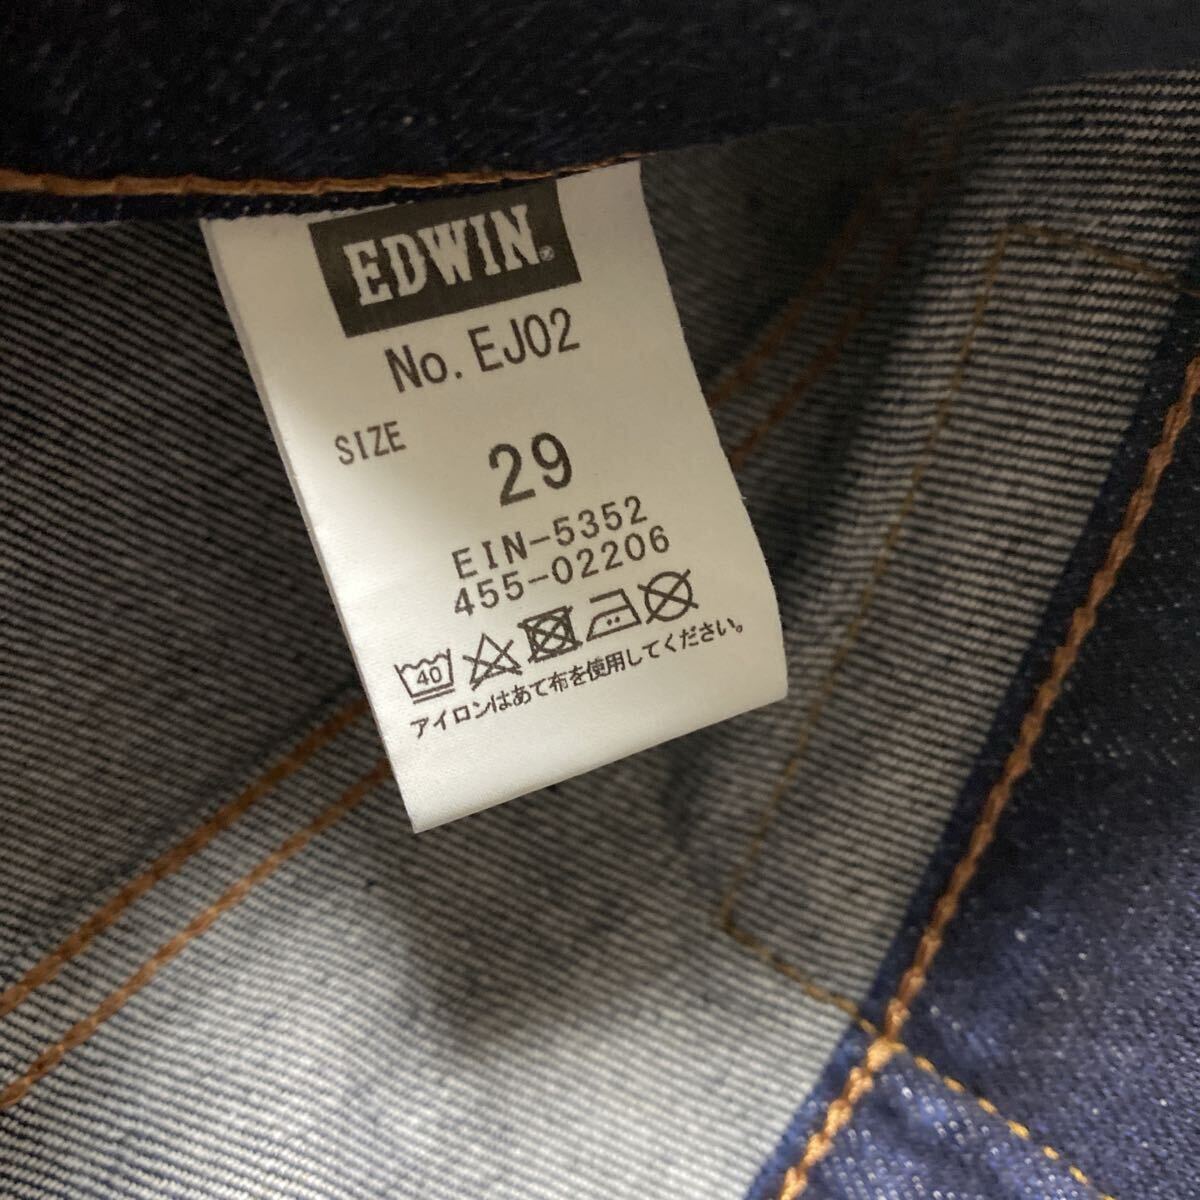 EDWIN®
No. EJ02
SIZE
29
EIN-5352
455-02206
40
アイロンはあて布を使用してください。